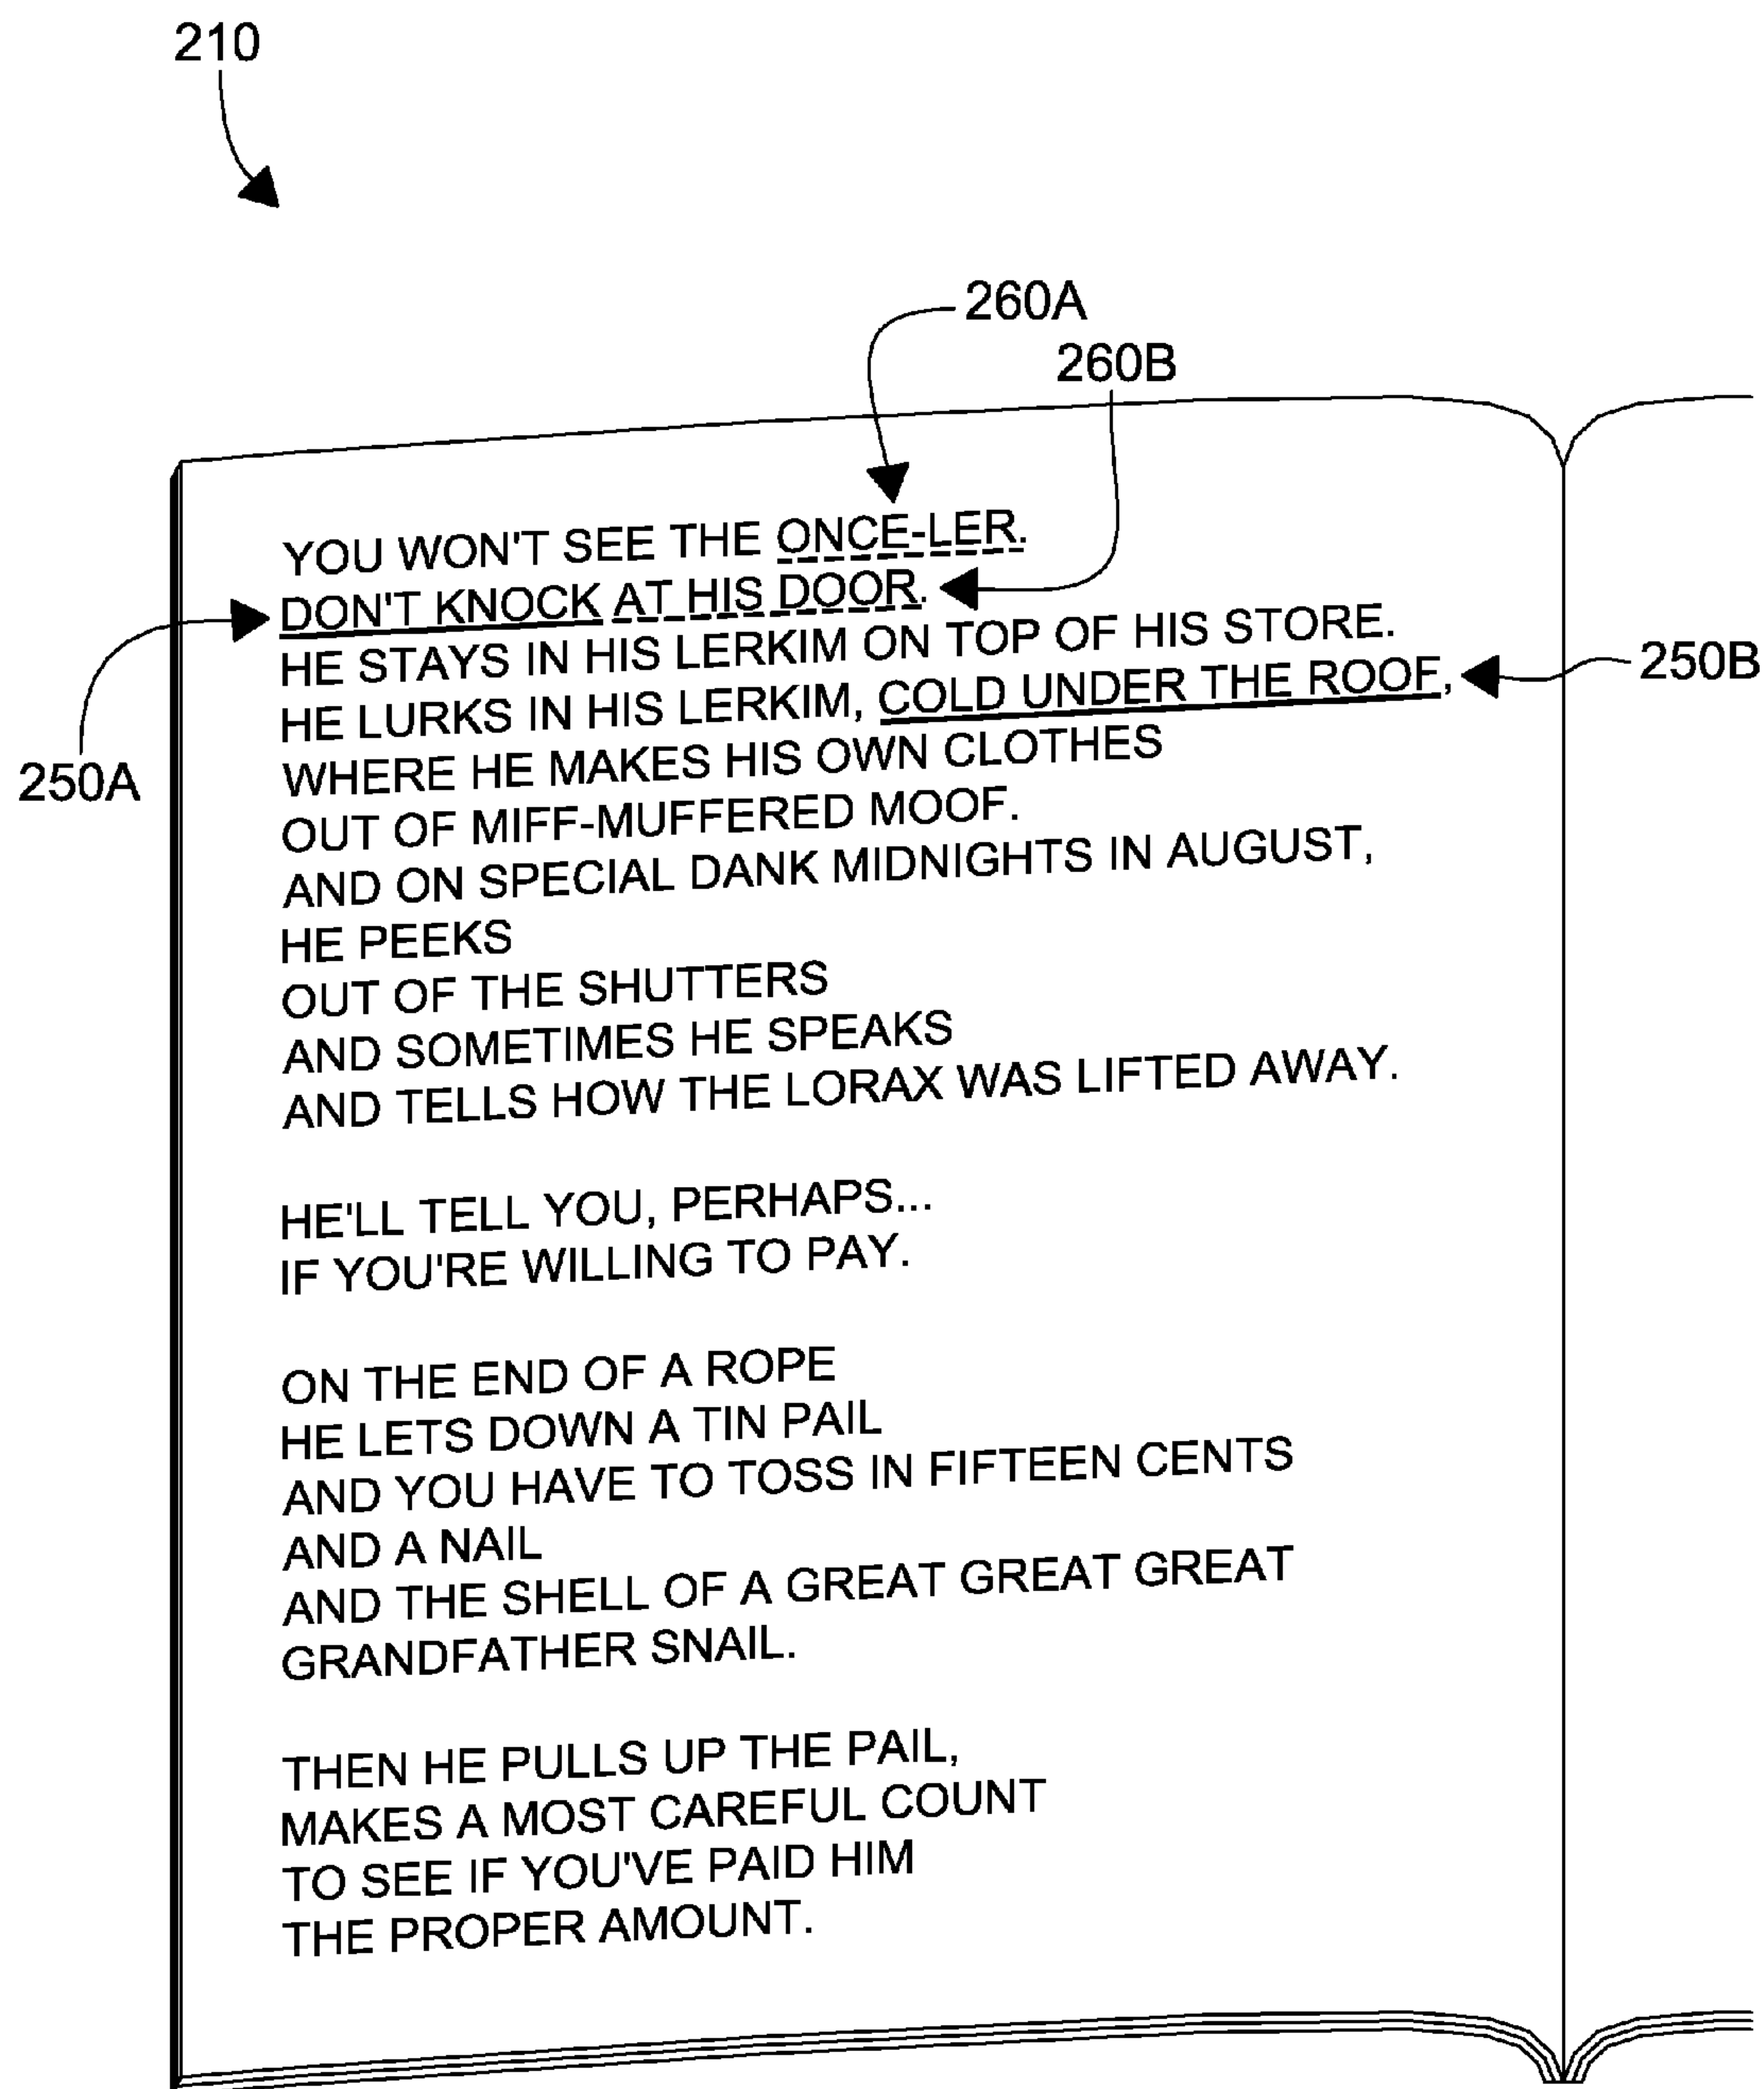 210
260A
260B
YOU WON'T SEE THE ONCE-LER.
DON'T KNOCK AT HIS DOOR.
HE STAYS IN HIS LERKIM ON TOP OF HIS STORE.
250B
HE LURKS IN HIS LERKIM, COLD UNDER THE ROOF,
WHERE HE MAKES HIS OWN CLOTHES
250A
OUT OF MIFF-MUFFERED MOOF.
AND ON SPECIAL DANK MIDNIGHTS IN AUGUST,
HE PEEKS
OUT OF THE SHUTTERS
AND SOMETIMES HE SPEAKS
AND TELLS HOW THE LORAX WAS LIFTED AWAY.
HE'LL TELL YOU, PERHAPS...
IF YOU'RE WILLING TO PAY.
ON THE END OF A ROPE
HE LETS DOWN A TIN PAIL
AND YOU HAVE TO TOSS IN FIFTEEN CENTS
AND A NAIL
AND THE SHELL OF A GREAT GREAT GREAT
GRANDFATHER SNAIL.
THEN HE PULLS UP THE PAIL,
MAKES A MOST CAREFUL COUNT
TO SEE IF YOU'VE PAID HIM
THE PROPER AMOUNT.